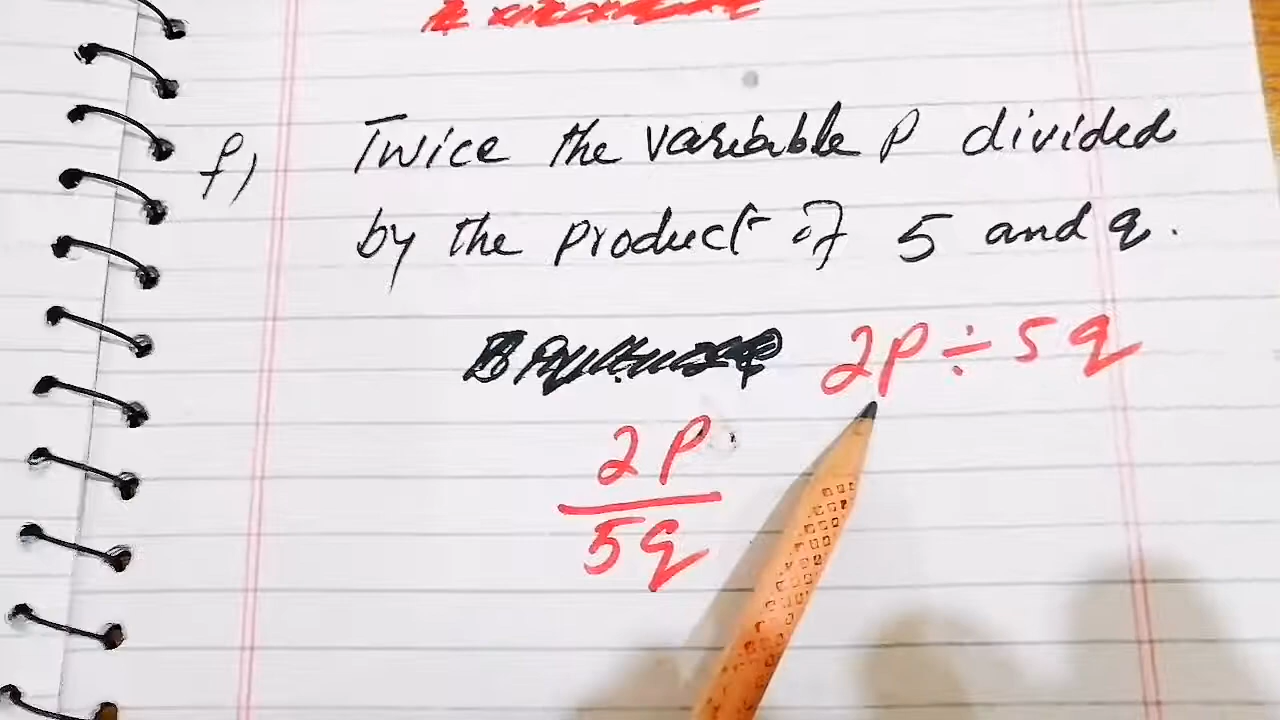 f) Twice the variable P divided
by the product of 5 and q.
2P ÷ 5q
2P
5q